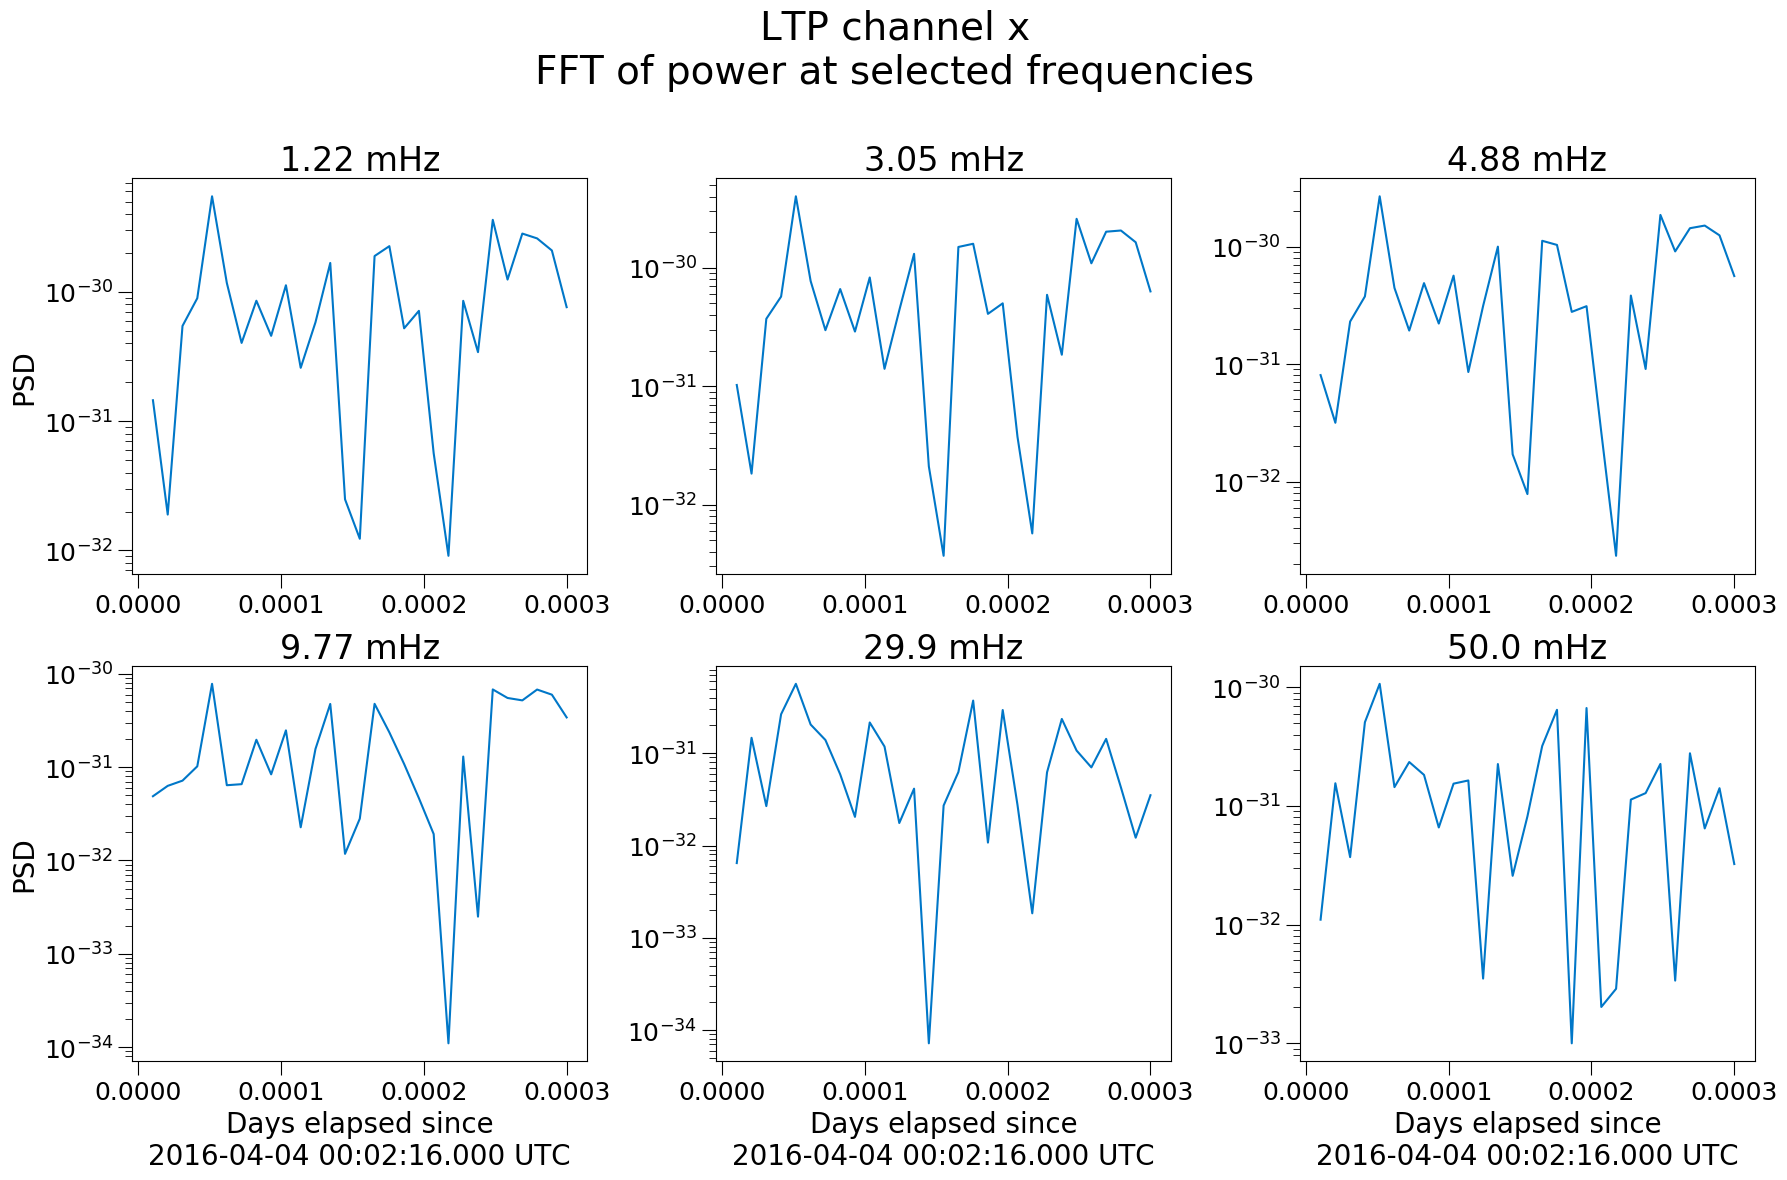 LTP channel x
FFT of power at selected frequencies
1.22 mHz
3.05 mHz
4.88 mHz
PSD
10⁻³⁰
10⁻³¹
10⁻³²
0.0000 0.0001 0.0002 0.0003
10⁻³⁰
10⁻³¹
10⁻³²
0.0000 0.0001 0.0002 0.0003
10⁻³⁰
10⁻³¹
10⁻³²
0.0000 0.0001 0.0002 0.0003
9.77 mHz
29.9 mHz
50.0 mHz
PSD
10⁻³⁰
10⁻³¹
10⁻³²
10⁻³³
10⁻³⁴
0.0000 0.0001 0.0002 0.0003
Days elapsed since
2016-04-04 00:02:16.000 UTC
10⁻³¹
10⁻³²
10⁻³³
10⁻³⁴
0.0000 0.0001 0.0002 0.0003
Days elapsed since
2016-04-04 00:02:16.000 UTC
10⁻³⁰
10⁻³¹
10⁻³²
10⁻³³
0.0000 0.0001 0.0002 0.0003
Days elapsed since
2016-04-04 00:02:16.000 UTC